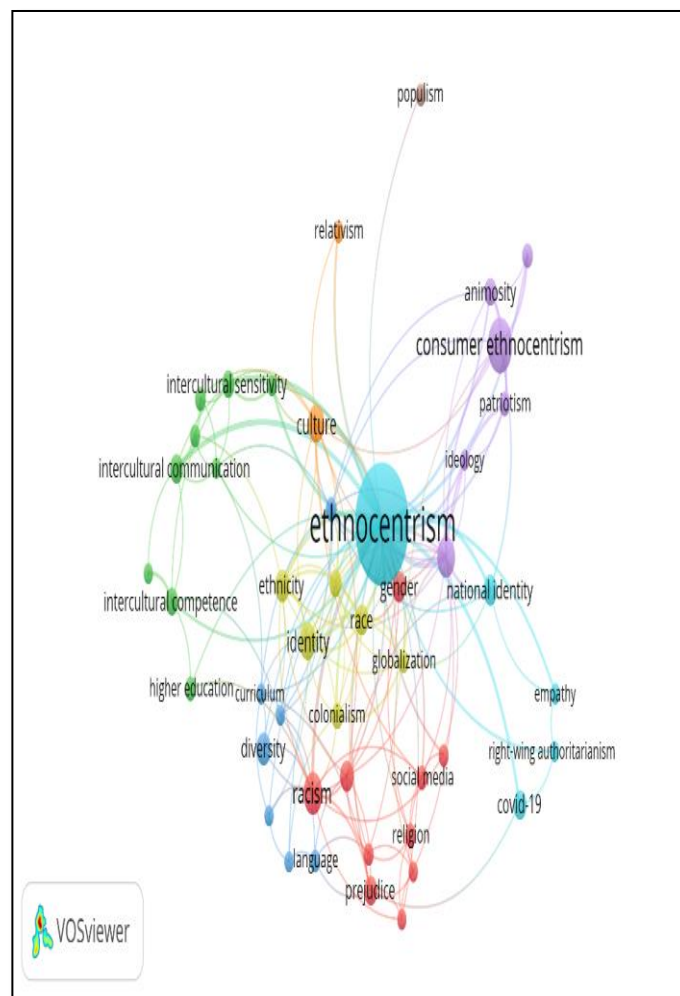 populism
relativism
animosity
consumer ethnocentrism
intercultural sensitivity
patriotism
culture
ideology
intercultural communication
ethnocentrism
ethnicity
gender
national identity
intercultural competence
race
identity
globalization
higher education
curriculum
empathy
colonialism
diversity
right-wing authoritarianism
social media
racism
covid-19
religion
language
prejudice
VOSviewer